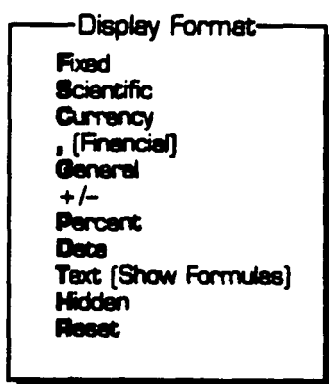 Display Format
Fixed
Scientific
Currency
, (Financial)
General
+/–
Percent
Date
Text (Show Formulas)
Hidden
Reset